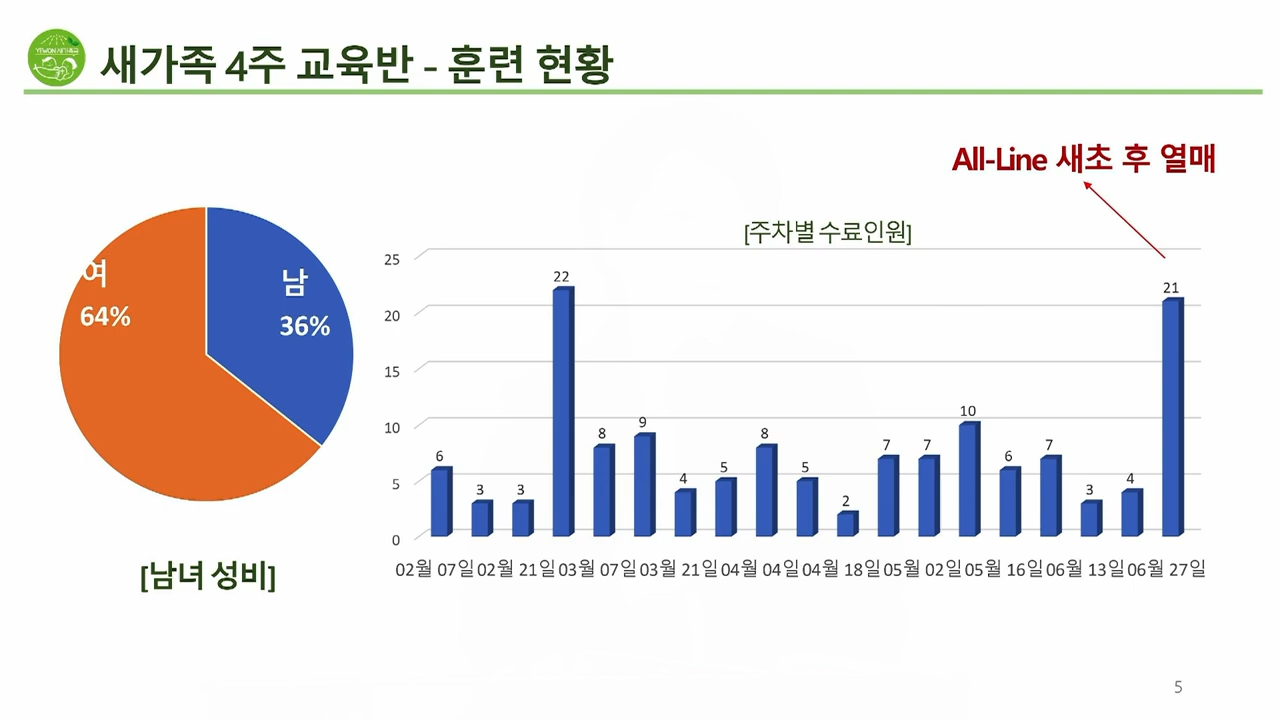 YEWON 새가족부
새가족 4주 교육반 - 훈련 현황
All-Line 새초 후 열매
여
64%
남
36%
[남녀 성비]
[주차별 수료인원]
25
20
15
10
5
0
6 3 3 22 8 9 4 5 8 5 2 7 7 10 6 7 3 4 21
02월 07일 02월 21일 03월 07일 03월 21일 04월 04일 04월 18일 05월 02일 05월 16일 06월 13일 06월 27일
5